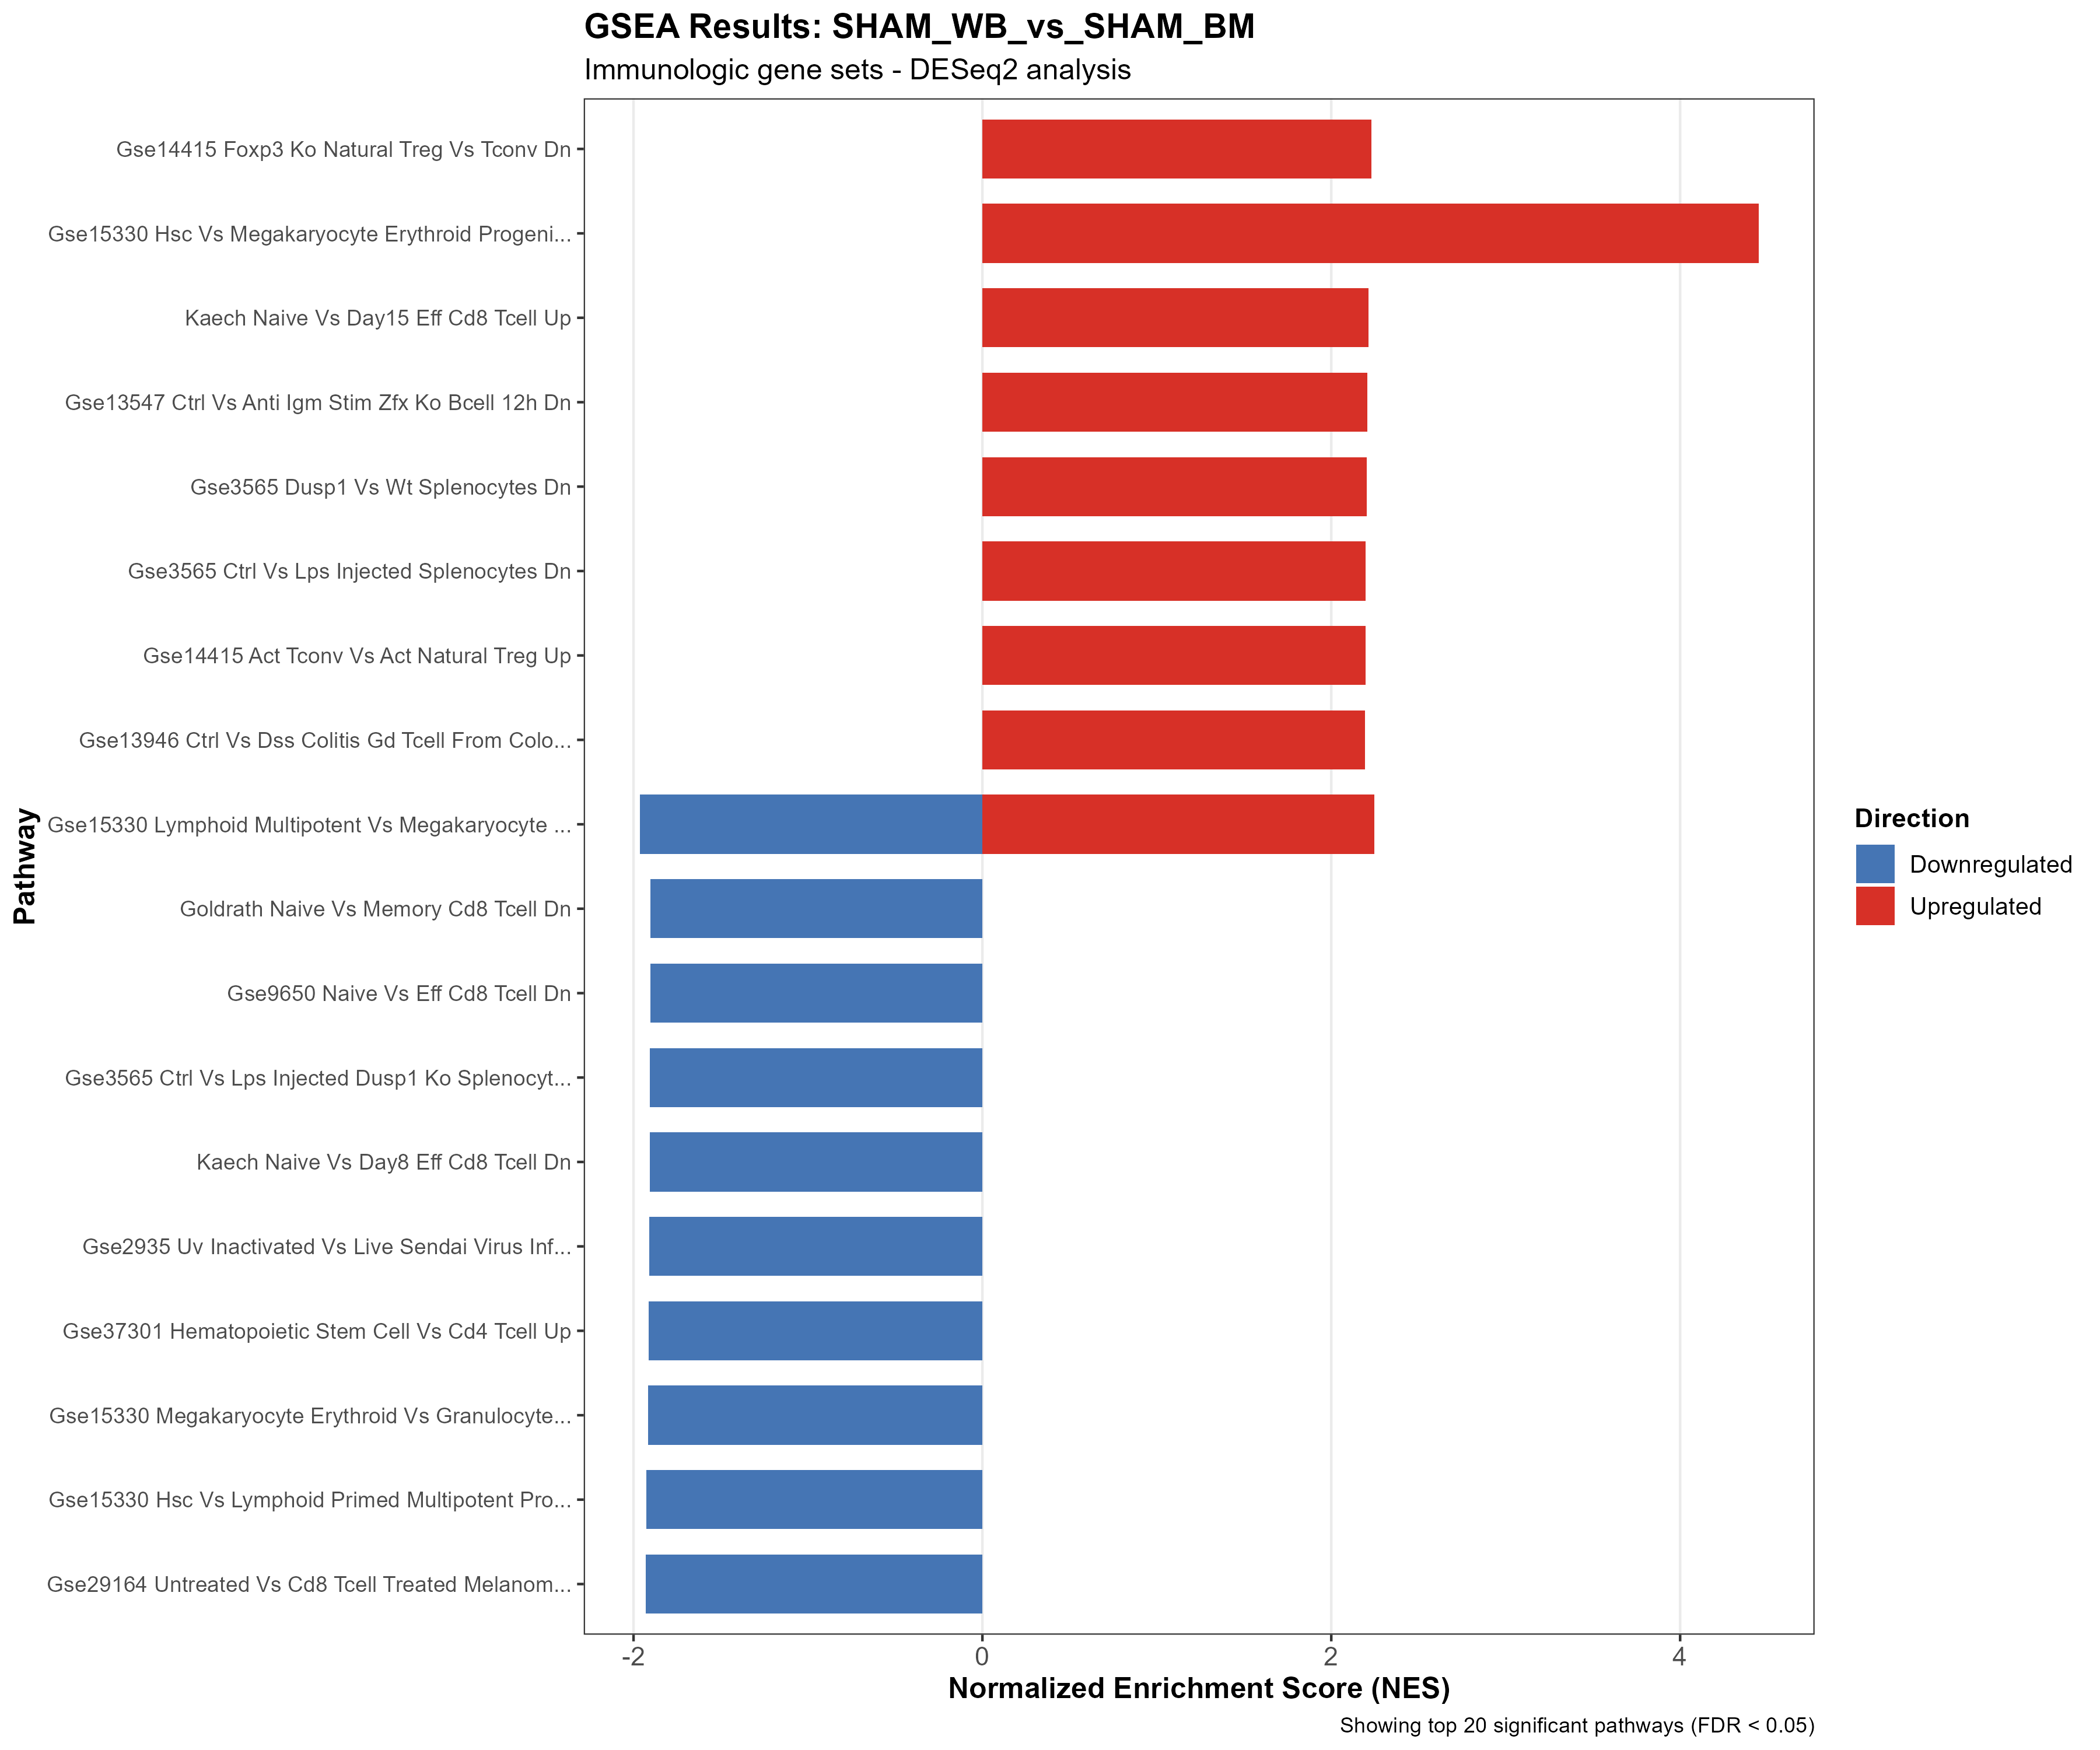 GSEA Results: SHAM_WB_vs_SHAM_BM
Immunologic gene sets - DESeq2 analysis
Pathway
Gse14415 Foxp3 Ko Natural Treg Vs Tconv Dn
Gse15330 Hsc Vs Megakaryocyte Erythroid Progeni...
Kaech Naive Vs Day15 Eff Cd8 Tcell Up
Gse13547 Ctrl Vs Anti Igm Stim Zfx Ko Bcell 12h Dn
Gse3565 Dusp1 Vs Wt Splenocytes Dn
Gse3565 Ctrl Vs Lps Injected Splenocytes Dn
Gse14415 Act Tconv Vs Act Natural Treg Up
Gse13946 Ctrl Vs Dss Colitis Gd Tcell From Colo...
Gse15330 Lymphoid Multipotent Vs Megakaryocyte ...
Goldrath Naive Vs Memory Cd8 Tcell Dn
Gse9650 Naive Vs Eff Cd8 Tcell Dn
Gse3565 Ctrl Vs Lps Injected Dusp1 Ko Splenocyt...
Kaech Naive Vs Day8 Eff Cd8 Tcell Dn
Gse2935 Uv Inactivated Vs Live Sendai Virus Inf...
Gse37301 Hematopoietic Stem Cell Vs Cd4 Tcell Up
Gse15330 Megakaryocyte Erythroid Vs Granulocyte...
Gse15330 Hsc Vs Lymphoid Primed Multipotent Pro...
Gse29164 Untreated Vs Cd8 Tcell Treated Melanom...
-2 0 2 4
Normalized Enrichment Score (NES)
Showing top 20 significant pathways (FDR < 0.05)
Direction
Downregulated
Upregulated